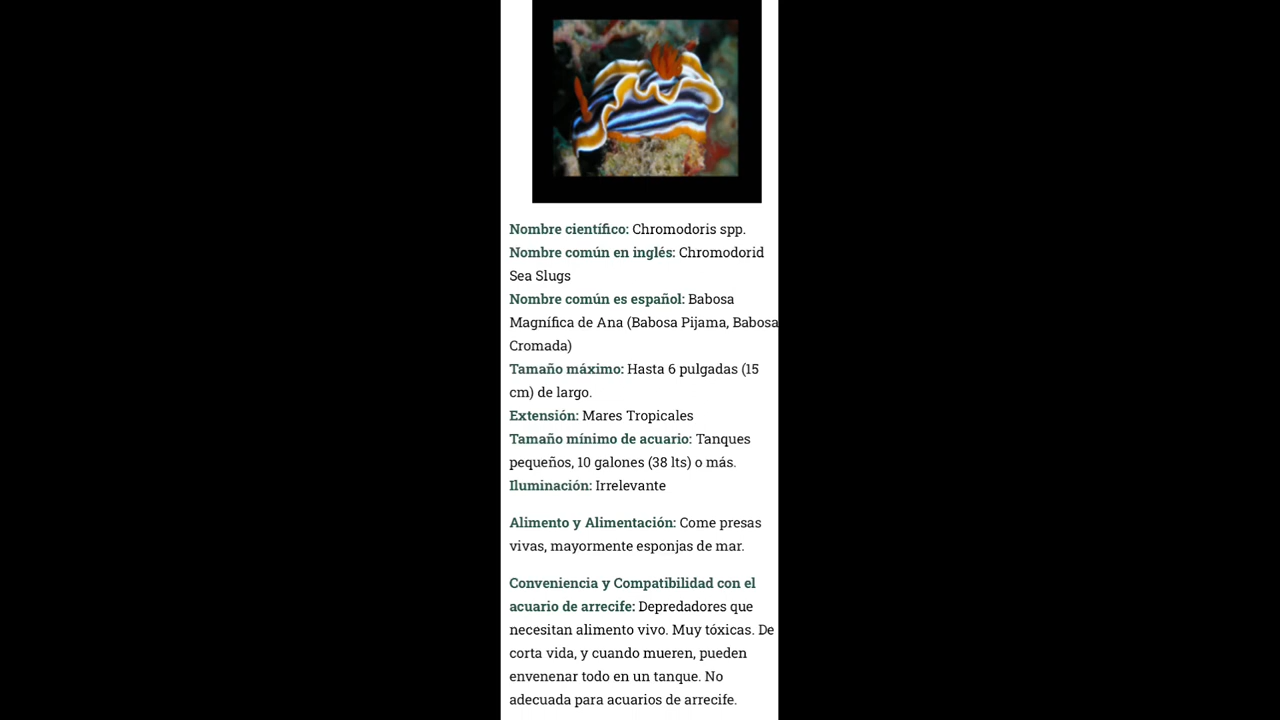 Nombre científico: Chromodoris spp.
Nombre común en inglés: Chromodorid
Sea Slugs
Nombre común es español: Babosa
Magnífica de Ana (Babosa Pijama, Babosa
Cromada)
Tamaño máximo: Hasta 6 pulgadas (15
cm) de largo.
Extensión: Mares Tropicales
Tamaño mínimo de acuario: Tanques
pequeños, 10 galones (38 lts) o más.
Iluminación: Irrelevante
Alimento y Alimentación: Come presas
vivas, mayormente esponjas de mar.
Conveniencia y Compatibilidad con el
acuario de arrecife: Depredadores que
necesitan alimento vivo. Muy tóxicas. De
corta vida, y cuando mueren, pueden
envenenar todo en un tanque. No
adecuada para acuarios de arrecife.